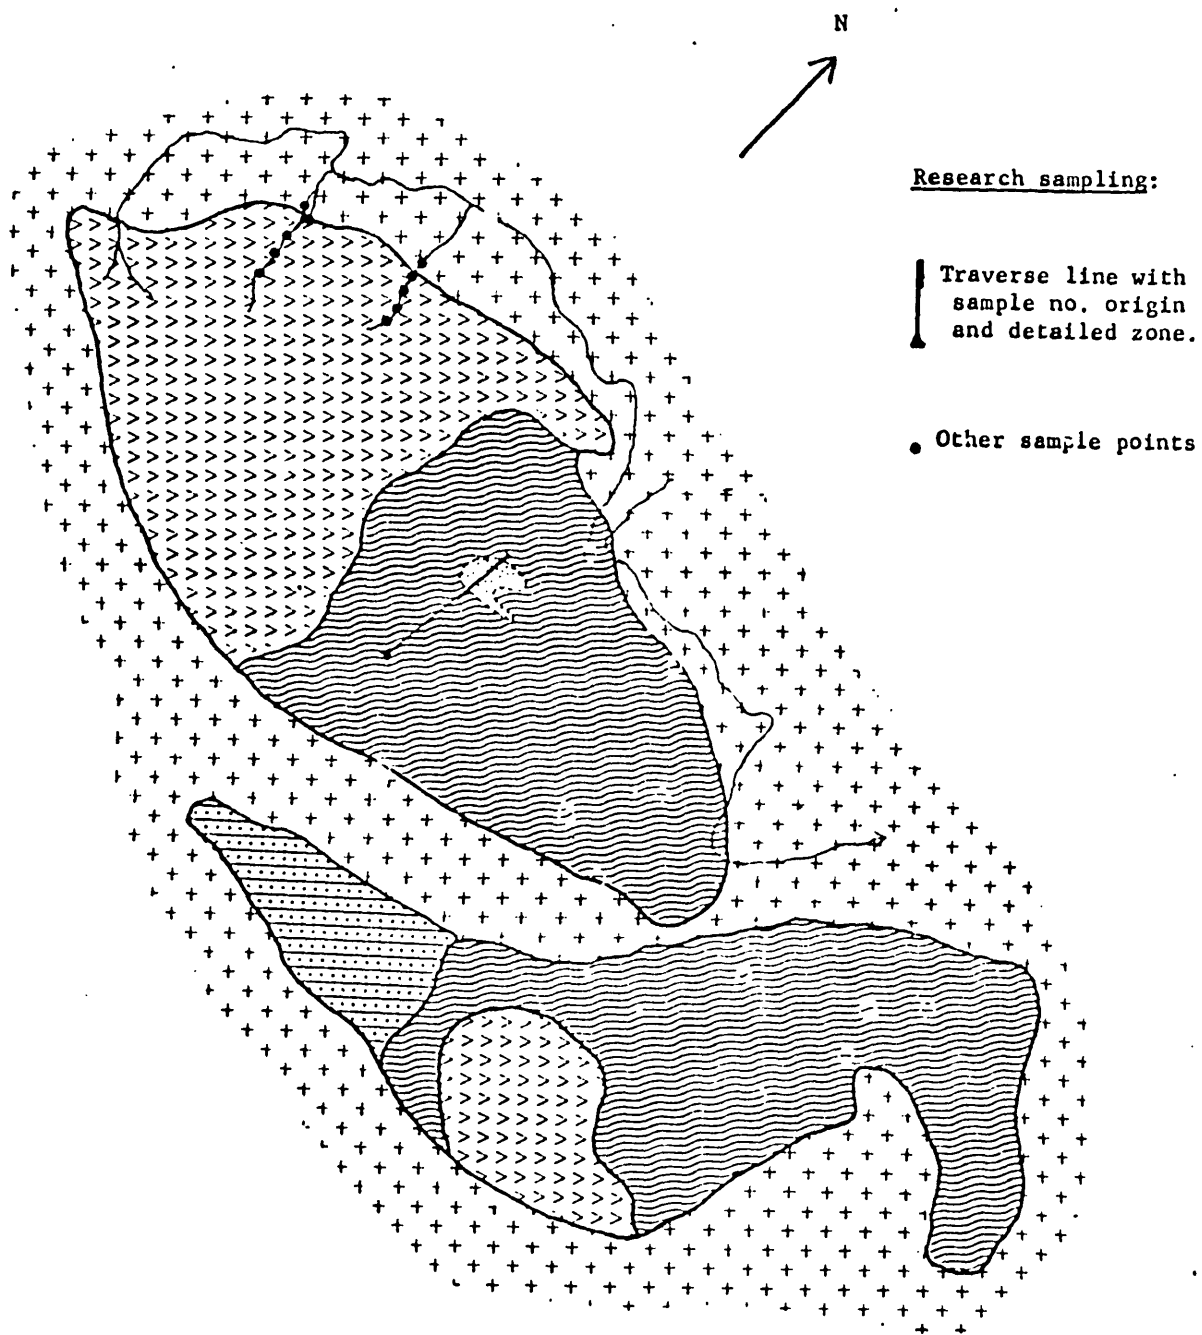 N
Research sampling:
Traverse line with
sample no. origin
and detailed zone.
Other sample points